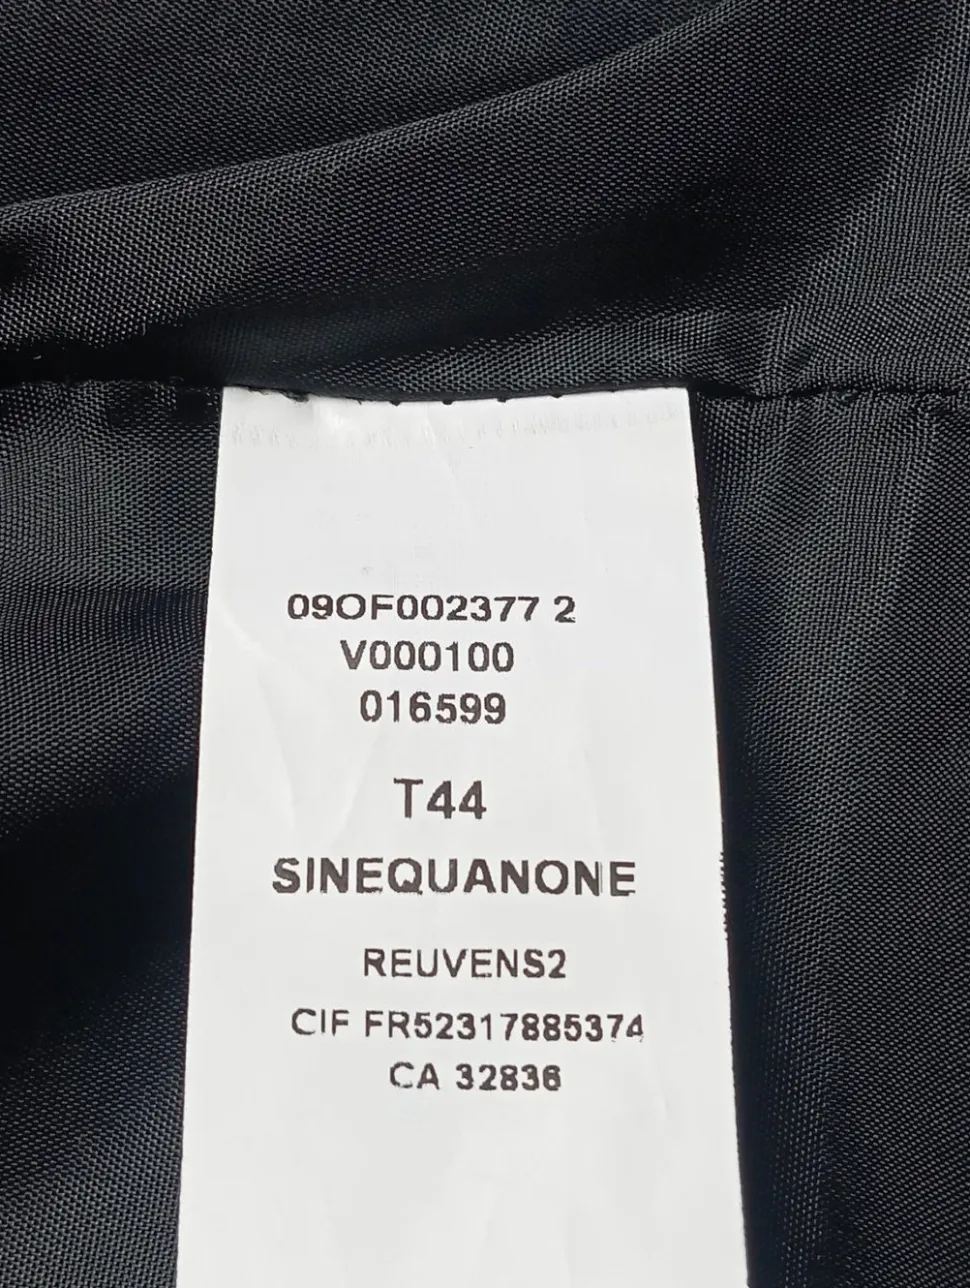 09OF002377 2
V000100
016599
T44
SINEQUANONE
REUVENS2
CIF FR52317885374
CA 32836